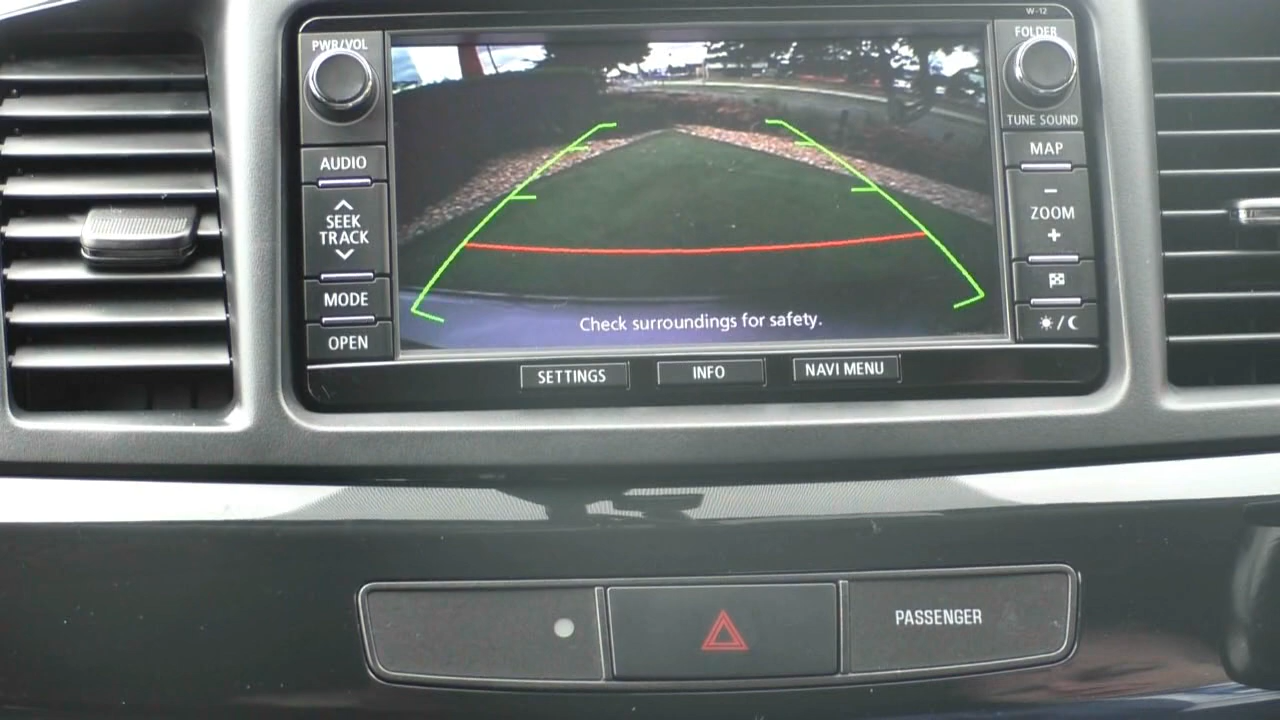 W-12
PWR/VOL
FOLDER
TUNE SOUND
AUDIO
MAP
SEEK
TRACK
− ZOOM +
MODE
OPEN
Check surroundings for safety.
SETTINGS
INFO
NAVI MENU
PASSENGER